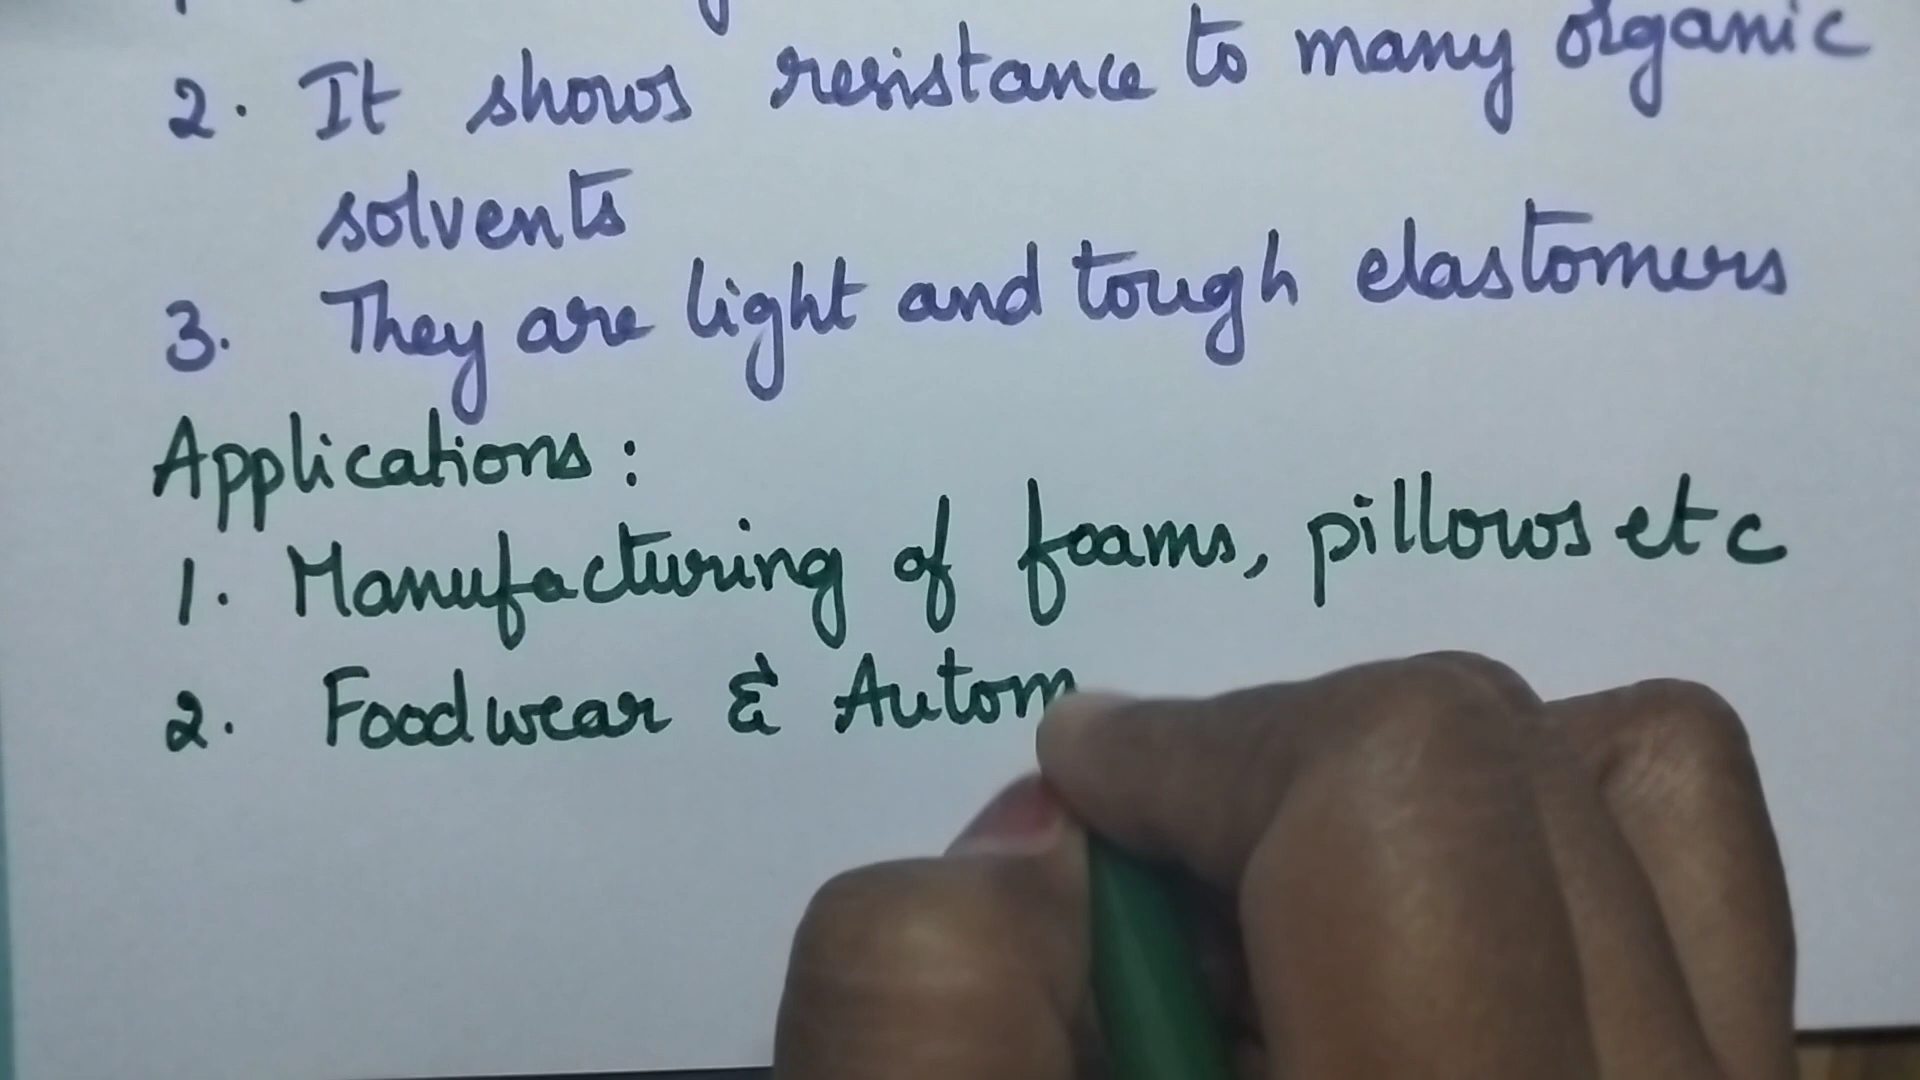 2. It shows resistance to many organic
solvents
3. They are light and tough elastomers
Applications :
1. Manufacturing of foams, pillows etc
2. Foodwear & Autom